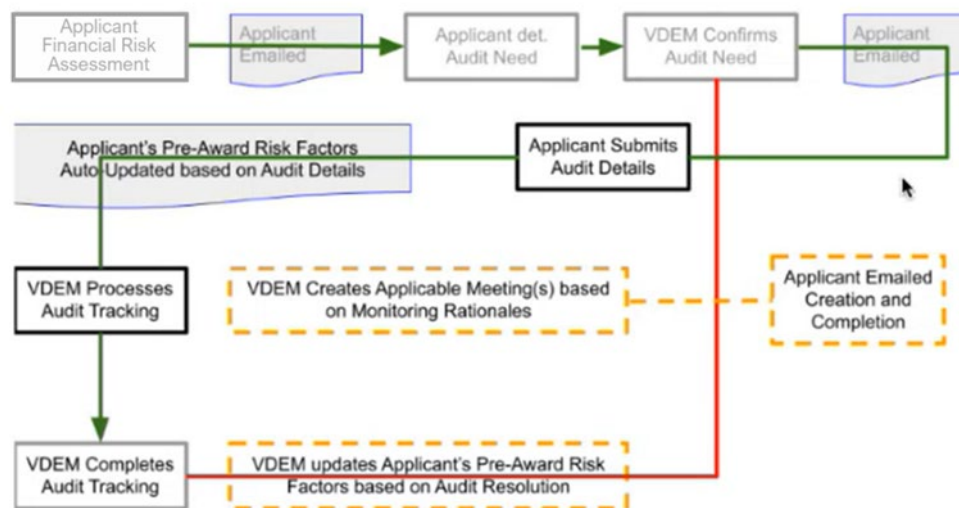 Applicant
Financial Risk
Assessment
Applicant
Emailed
Applicant det.
Audit Need
VDEM Confirms
Audit Need
Applicant
Emailed
Applicant's Pre-Award Risk Factors
Auto-Updated based on Audit Details
Applicant Submits
Audit Details
VDEM Processes
Audit Tracking
VDEM Creates Applicable Meeting(s) based
on Monitoring Rationales
Applicant Emailed
Creation and
Completion
VDEM Completes
Audit Tracking
VDEM updates Applicant's Pre-Award Risk
Factors based on Audit Resolution